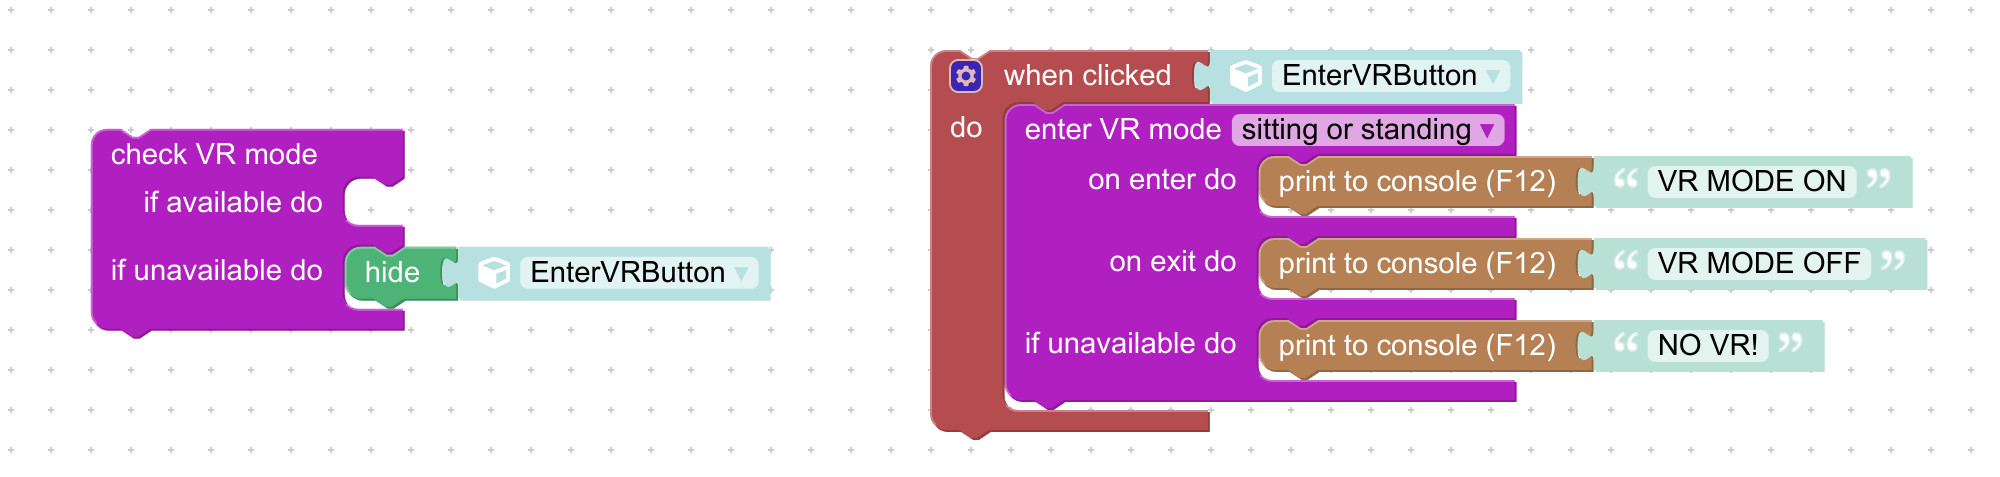 check VR mode
if available do
if unavailable do hide EnterVRButton
when clicked EnterVRButton
do enter VR mode sitting or standing
on enter do print to console (F12) “ VR MODE ON ”
on exit do print to console (F12) “ VR MODE OFF ”
if unavailable do print to console (F12) “ NO VR! ”